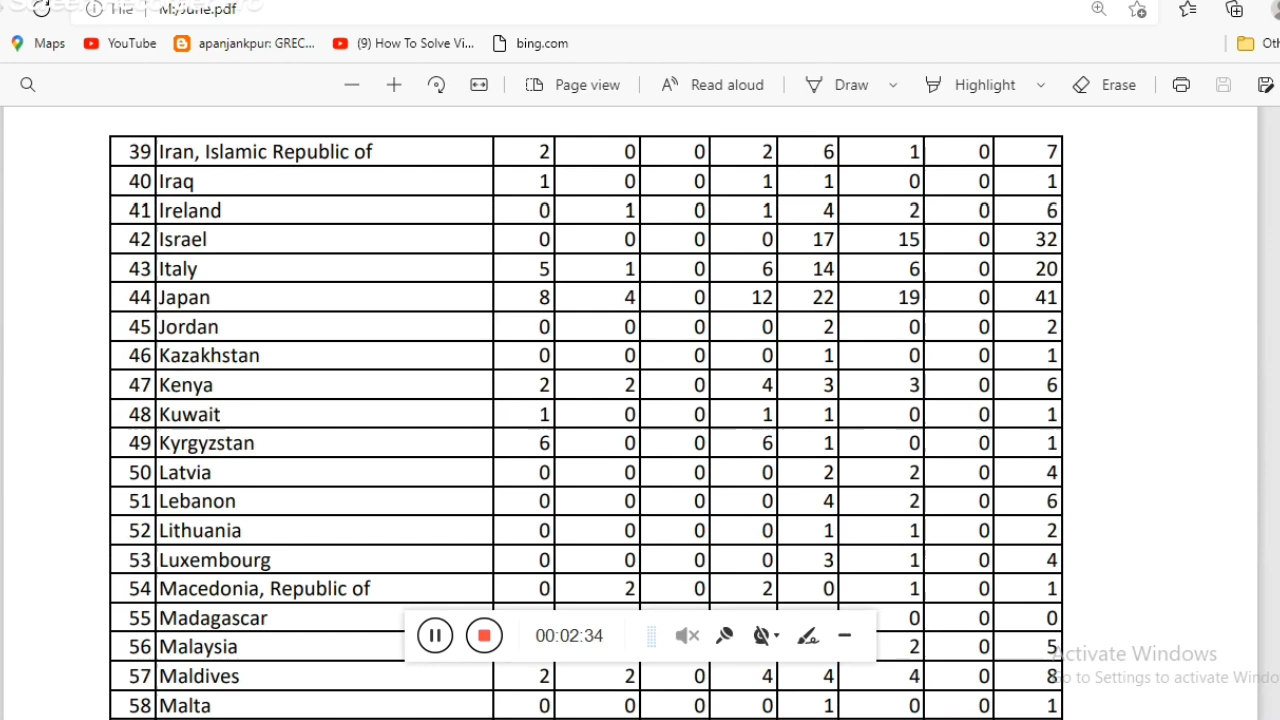 File | M:/June.pdf
Maps YouTube apanjankpur: GREC... (9) How To Solve Vi... bing.com
Page view Read aloud Draw Highlight Erase
39 Iran, Islamic Republic of 2 0 0 2 6 1 0 7
40 Iraq 1 0 0 1 1 0 0 1
41 Ireland 0 1 0 1 4 2 0 6
42 Israel 0 0 0 0 17 15 0 32
43 Italy 5 1 0 6 14 6 0 20
44 Japan 8 4 0 12 22 19 0 41
45 Jordan 0 0 0 0 2 0 0 2
46 Kazakhstan 0 0 0 0 1 0 0 1
47 Kenya 2 2 0 4 3 3 0 6
48 Kuwait 1 0 0 1 1 0 0 1
49 Kyrgyzstan 6 0 0 6 1 0 0 1
50 Latvia 0 0 0 0 2 2 0 4
51 Lebanon 0 0 0 0 4 2 0 6
52 Lithuania 0 0 0 0 1 1 0 2
53 Luxembourg 0 0 0 0 3 1 0 4
54 Macedonia, Republic of 0 2 0 2 0 1 0 1
55 Madagascar 0 0 0
56 Malaysia 2 0 5
57 Maldives 2 2 0 4 4 4 0 8
58 Malta 0 0 0 0 1 0 0 1
00:02:34
Activate Windows
Go to Settings to activate Windo